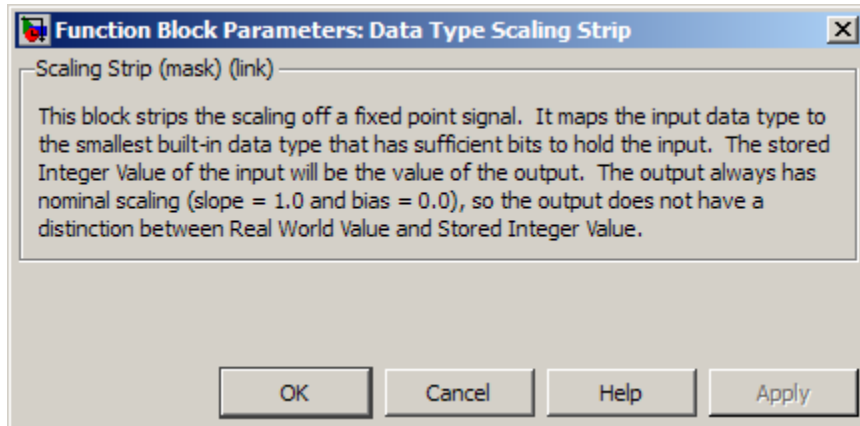 Function Block Parameters: Data Type Scaling Strip
Scaling Strip (mask) (link)
This block strips the scaling off a fixed point signal.  It maps the input data type to
the smallest built-in data type that has sufficient bits to hold the input.  The stored
Integer Value of the input will be the value of the output.  The output always has
nominal scaling (slope = 1.0 and bias = 0.0), so the output does not have a
distinction between Real World Value and Stored Integer Value.
OK Cancel Help Apply